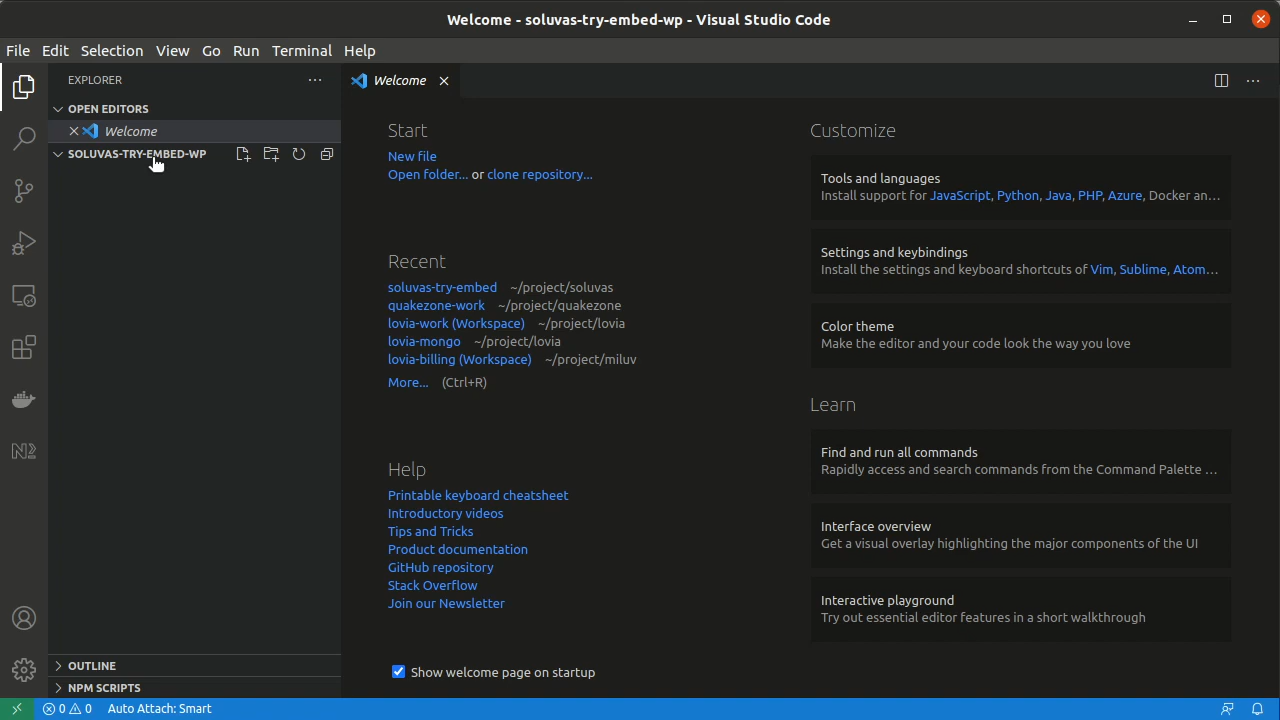 Welcome - soluvas-try-embed-wp - Visual Studio Code
File Edit Selection View Go Run Terminal Help
EXPLORER
OPEN EDITORS
Welcome
SOLUVAS-TRY-EMBED-WP
OUTLINE
NPM SCRIPTS
Welcome
Start
New file
Open folder... or clone repository...
Recent
soluvas-try-embed ~/project/soluvas
quakezone-work ~/project/quakezone
lovia-work (Workspace) ~/project/lovia
lovia-mongo ~/project/lovia
lovia-billing (Workspace) ~/project/miluv
More... (Ctrl+R)
Help
Printable keyboard cheatsheet
Introductory videos
Tips and Tricks
Product documentation
GitHub repository
Stack Overflow
Join our Newsletter
Show welcome page on startup
Customize
Tools and languages
Install support for JavaScript, Python, Java, PHP, Azure, Docker an...
Settings and keybindings
Install the settings and keyboard shortcuts of Vim, Sublime, Atom...
Color theme
Make the editor and your code look the way you love
Learn
Find and run all commands
Rapidly access and search commands from the Command Palette ...
Interface overview
Get a visual overlay highlighting the major components of the UI
Interactive playground
Try out essential editor features in a short walkthrough
0 0 Auto Attach: Smart